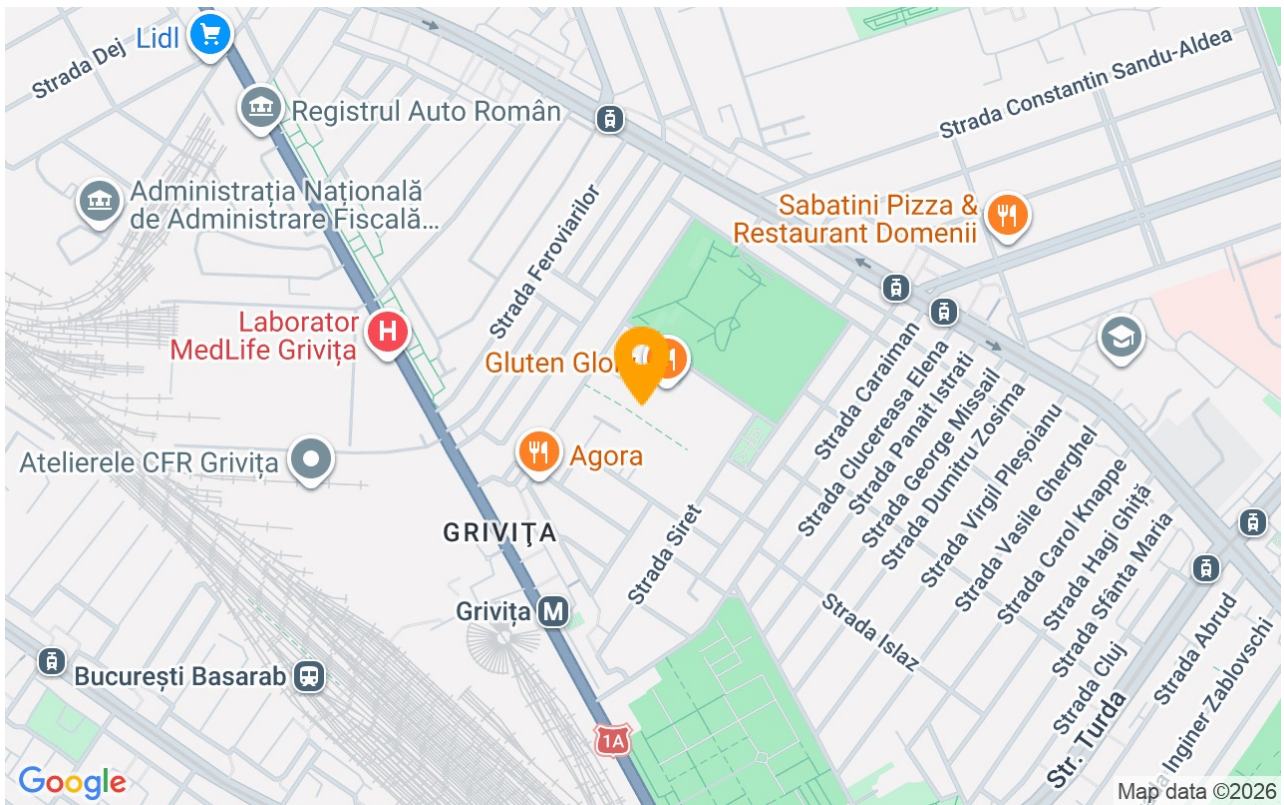 Lidl
Strada Dej
Registrul Auto Român
Strada Constantin Sandu-Aldea
Administrația Națională
de Administrare Fiscală...
Strada Feroviarilor
Sabatini Pizza &
Restaurant Domenii
Laborator
MedLife Grivița
H
Gluten
Agora
Atelierele CFR Grivița
GRIVIȚA
Grivița
M
București Basarab
Strada Siret
Strada Caraiman
Strada Clucereasa Elena
Strada Panait Istrati
Strada George Missail
Strada Dumitru Zosima
Strada Virgil Pleșoianu
Strada Vasile Gherghel
Strada Carol Knappe
Strada Hagi Ghiță
Strada Sfânta Maria
Strada Cluj
Str. Turda
Strada Abrud
Inginer Zablovschi
Strada Islaz
1A
Google
Map data ©2026